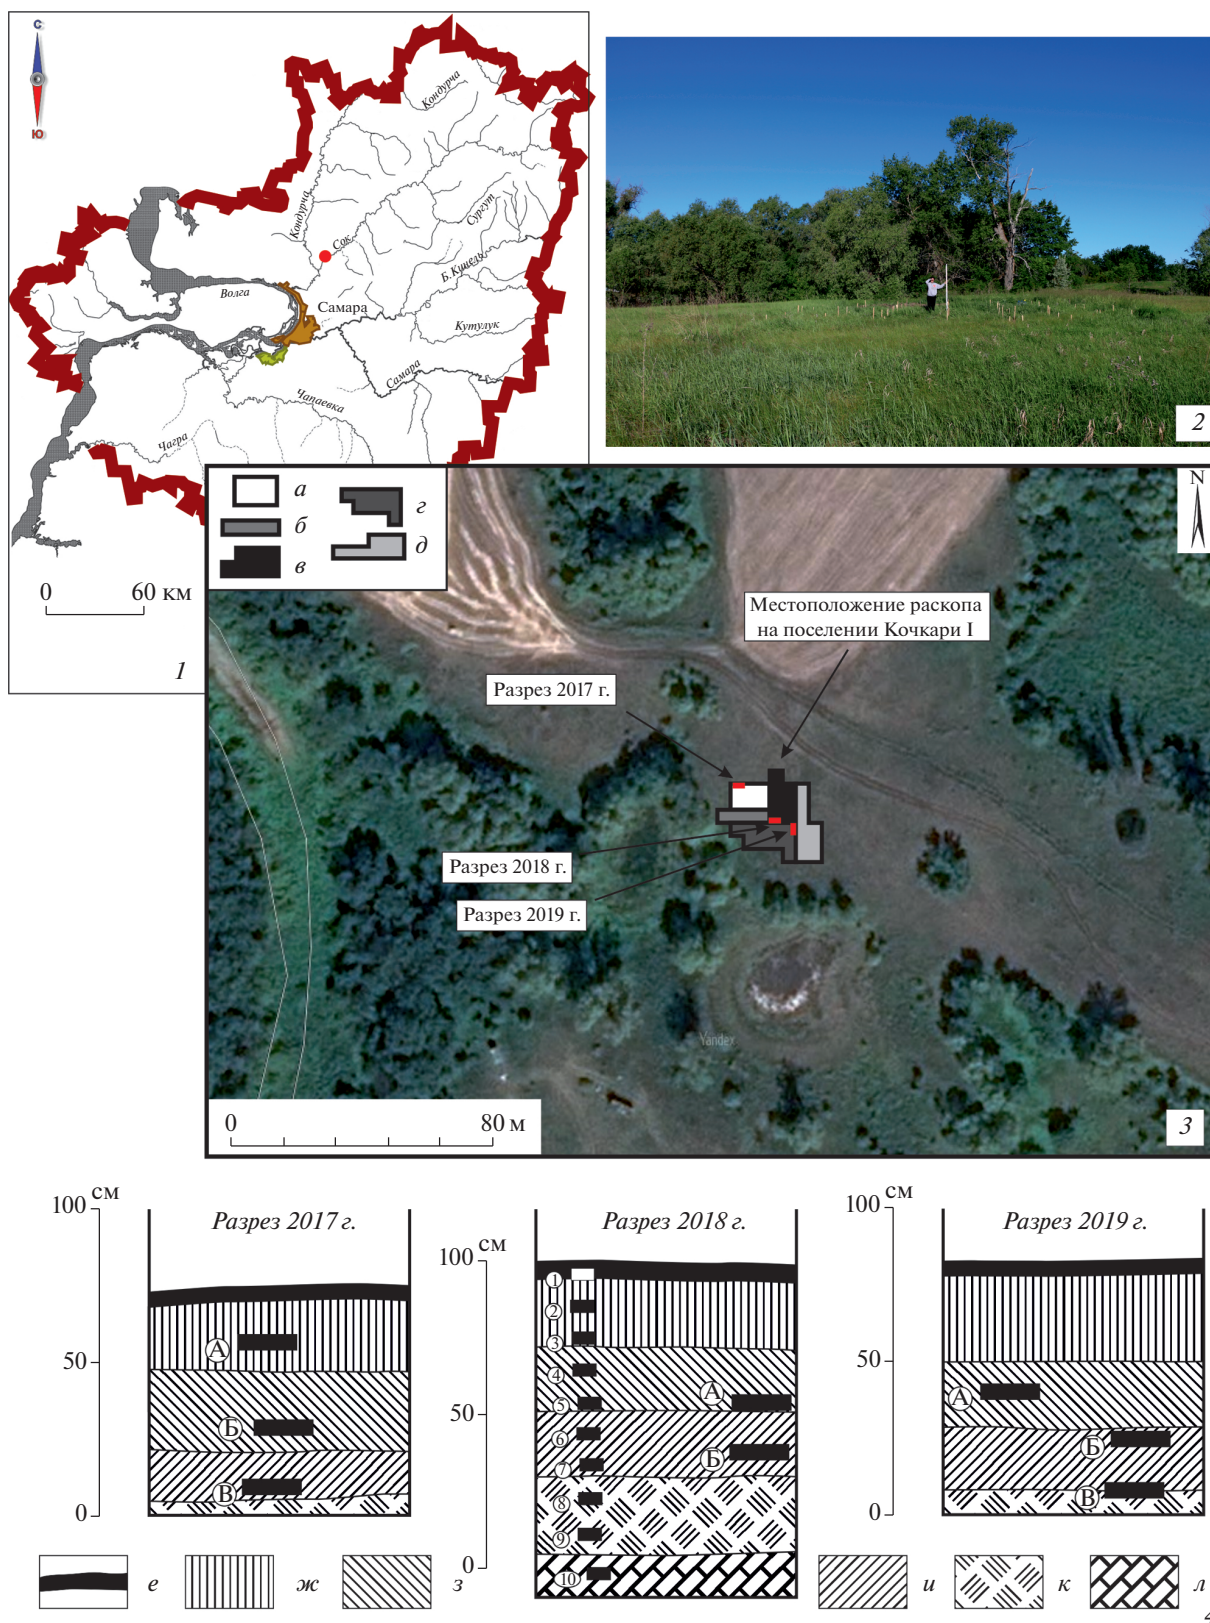 С
Ю
Кондурча
Кондурча
Сургут
Сок
Б. Кинель
Волга
Самара
Кутулук
Самара
Чапаевка
Чагра
0 60 км
1
2
а
б
в
г
д
N
Местоположение раскопа
на поселении Кочкари I
Разрез 2017 г.
Разрез 2018 г.
Разрез 2019 г.
Yandex
0 80 м
3
100 см
50
0
Разрез 2017 г.
А
Б
В
100 см
50
0
Разрез 2018 г.
1
2
3
4
5
6
7
8
9
10
А
Б
100 см
50
0
Разрез 2019 г.
А
Б
В
е
ж
з
и
к
л
4